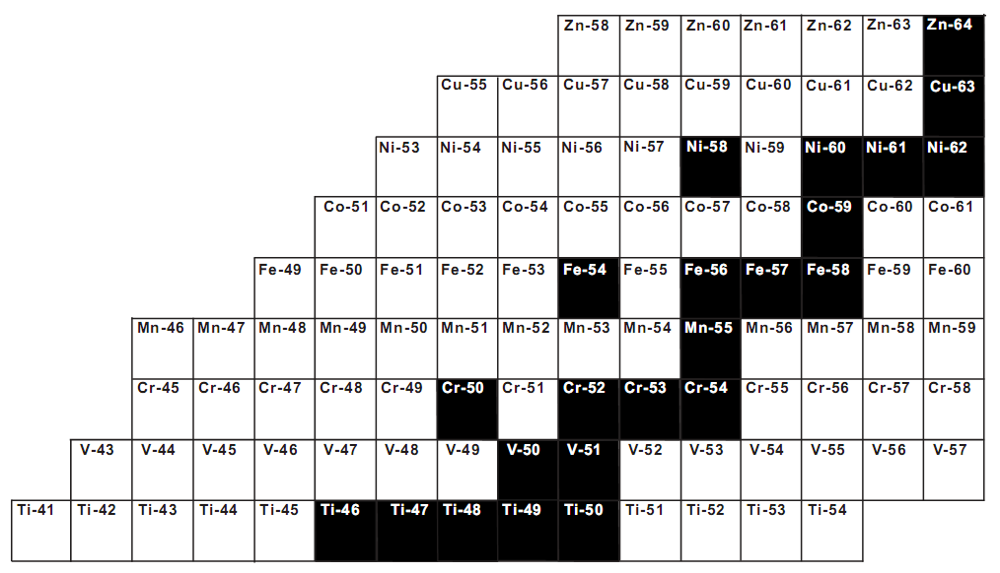 Zn-58 Zn-59 Zn-60 Zn-61 Zn-62 Zn-63 Zn-64
Cu-55 Cu-56 Cu-57 Cu-58 Cu-59 Cu-60 Cu-61 Cu-62 Cu-63
Ni-53 Ni-54 Ni-55 Ni-56 Ni-57 Ni-58 Ni-59 Ni-60 Ni-61 Ni-62
Co-51 Co-52 Co-53 Co-54 Co-55 Co-56 Co-57 Co-58 Co-59 Co-60 Co-61
Fe-49 Fe-50 Fe-51 Fe-52 Fe-53 Fe-54 Fe-55 Fe-56 Fe-57 Fe-58 Fe-59 Fe-60
Mn-46 Mn-47 Mn-48 Mn-49 Mn-50 Mn-51 Mn-52 Mn-53 Mn-54 Mn-55 Mn-56 Mn-57 Mn-58 Mn-59
Cr-45 Cr-46 Cr-47 Cr-48 Cr-49 Cr-50 Cr-51 Cr-52 Cr-53 Cr-54 Cr-55 Cr-56 Cr-57 Cr-58
V-43 V-44 V-45 V-46 V-47 V-48 V-49 V-50 V-51 V-52 V-53 V-54 V-55 V-56 V-57
Ti-41 Ti-42 Ti-43 Ti-44 Ti-45 Ti-46 Ti-47 Ti-48 Ti-49 Ti-50 Ti-51 Ti-52 Ti-53 Ti-54